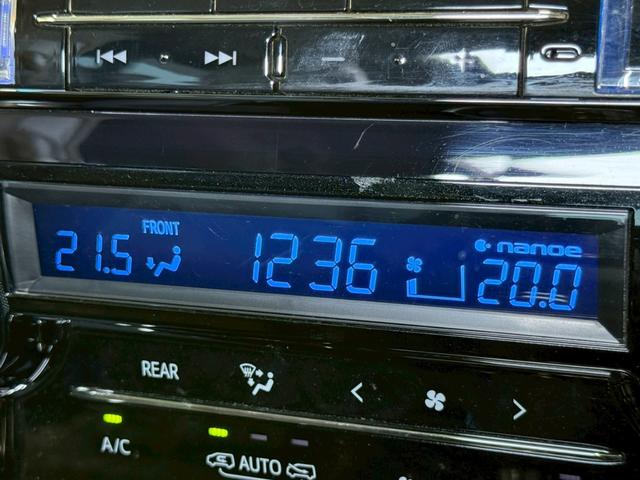 FRONT
21.5
1236
nanoe
20.0
REAR
A/C
AUTO